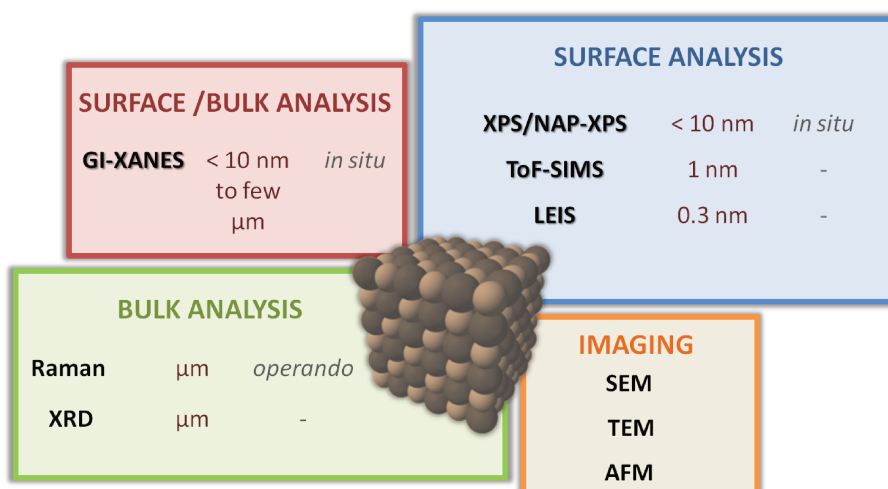 SURFACE ANALYSIS
XPS/NAP-XPS < 10 nm in situ
ToF-SIMS 1 nm -
LEIS 0.3 nm -
SURFACE /BULK ANALYSIS
GI-XANES < 10 nm in situ
to few
µm
BULK ANALYSIS
Raman µm operando
XRD µm -
IMAGING
SEM
TEM
AFM